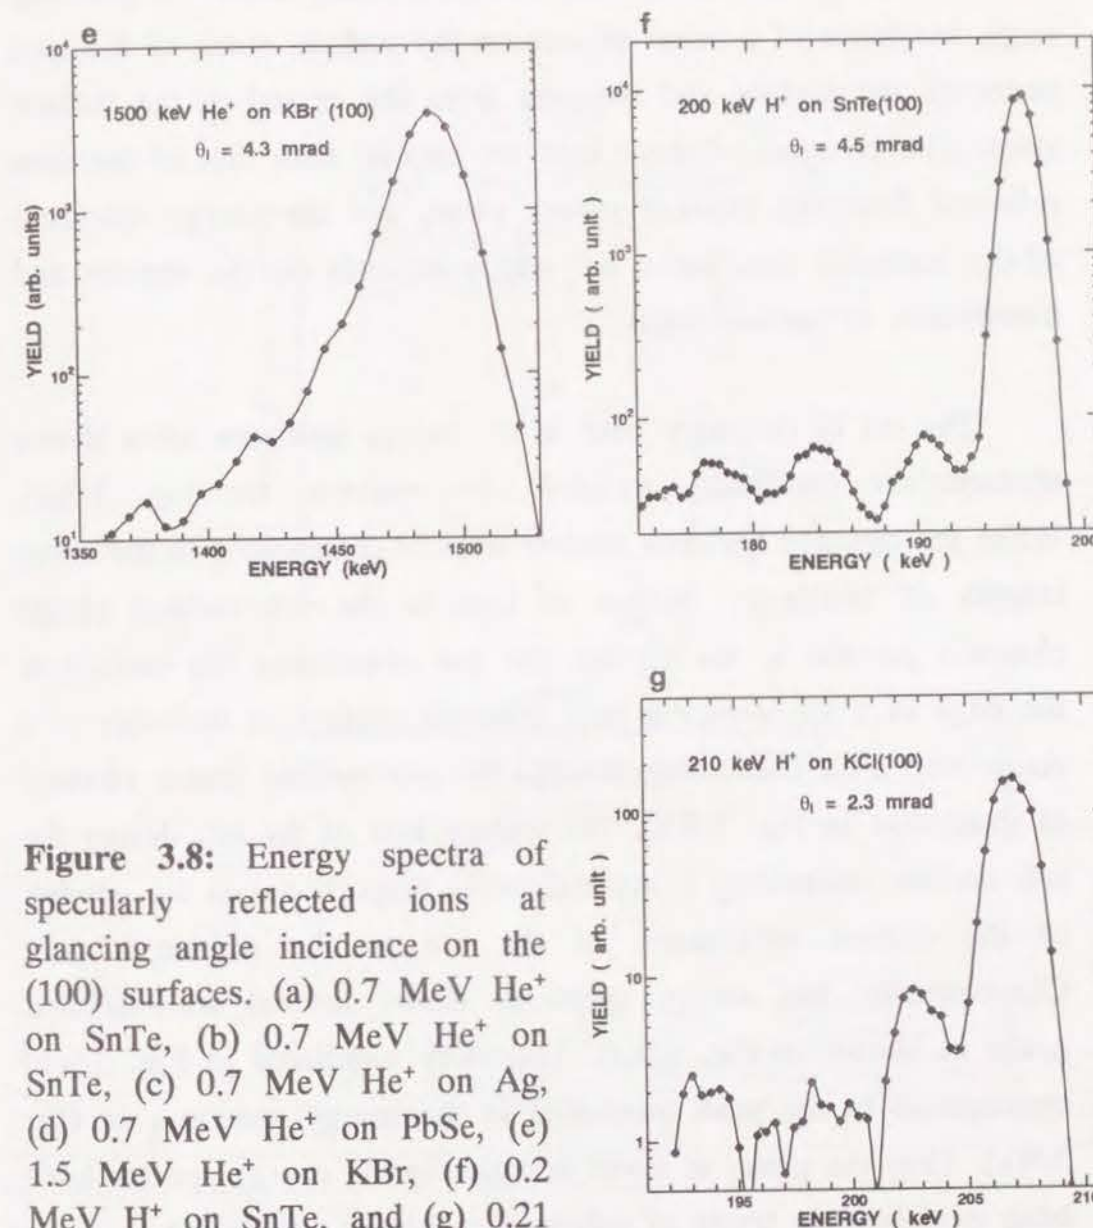 e
10⁴
1500 keV He⁺ on KBr (100)
θI = 4.3 mrad
10³
10²
10¹
YIELD (arb. units)
1350
1400
1450
1500
ENERGY (keV)
f
10⁴
200 keV H⁺ on SnTe(100)
θI = 4.5 mrad
10³
10²
YIELD ( arb. unit )
180
190
200
ENERGY ( keV )
g
210 keV H⁺ on KCl(100)
θI = 2.3 mrad
100
10
1
YIELD ( arb. unit )
195
200
205
210
ENERGY ( keV )
Figure 3.8: Energy spectra of
specularly reflected ions at
glancing angle incidence on the
(100) surfaces. (a) 0.7 MeV He⁺
on SnTe, (b) 0.7 MeV He⁺ on
SnTe, (c) 0.7 MeV He⁺ on Ag,
(d) 0.7 MeV He⁺ on PbSe, (e)
1.5 MeV He⁺ on KBr, (f) 0.2
MeV H⁺ on SnTe, and (g) 0.21